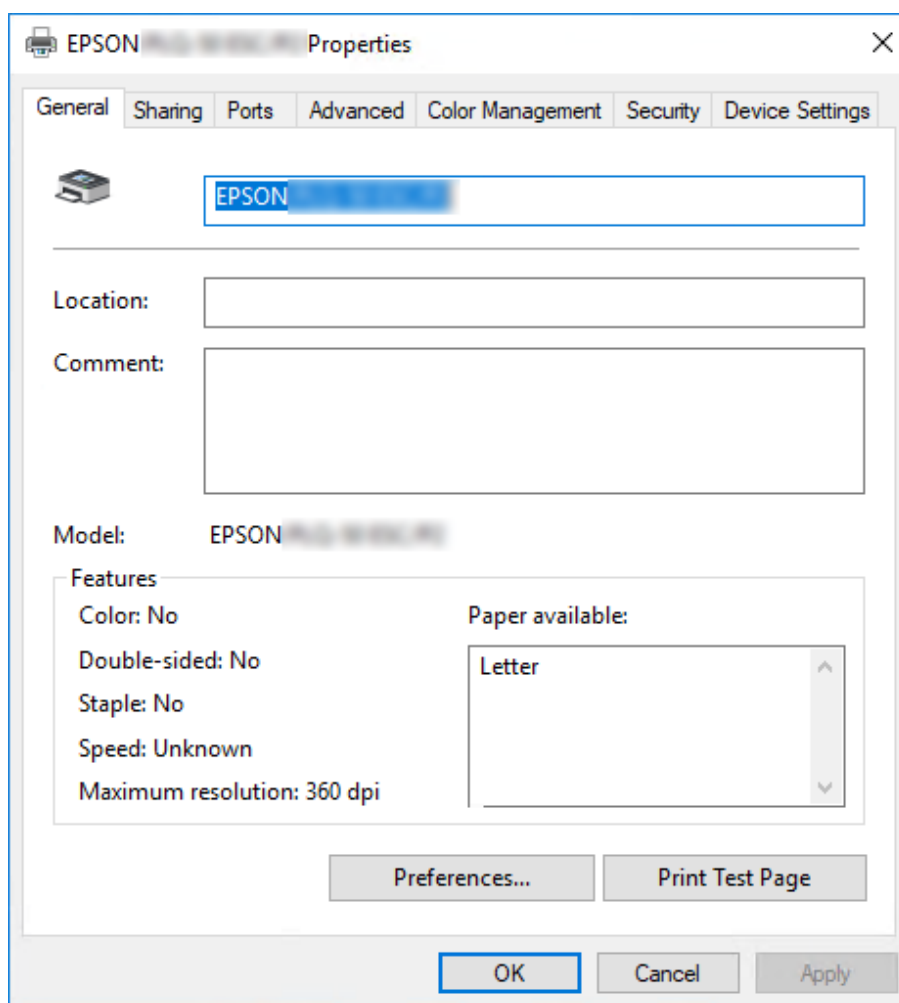 EPSON Properties
General Sharing Ports Advanced Color Management Security Device Settings
EPSON
Location:
Comment:
Model: EPSON
Features
Color: No
Paper available:
Double-sided: No
Letter
Staple: No
Speed: Unknown
Maximum resolution: 360 dpi
Preferences... Print Test Page
OK Cancel Apply